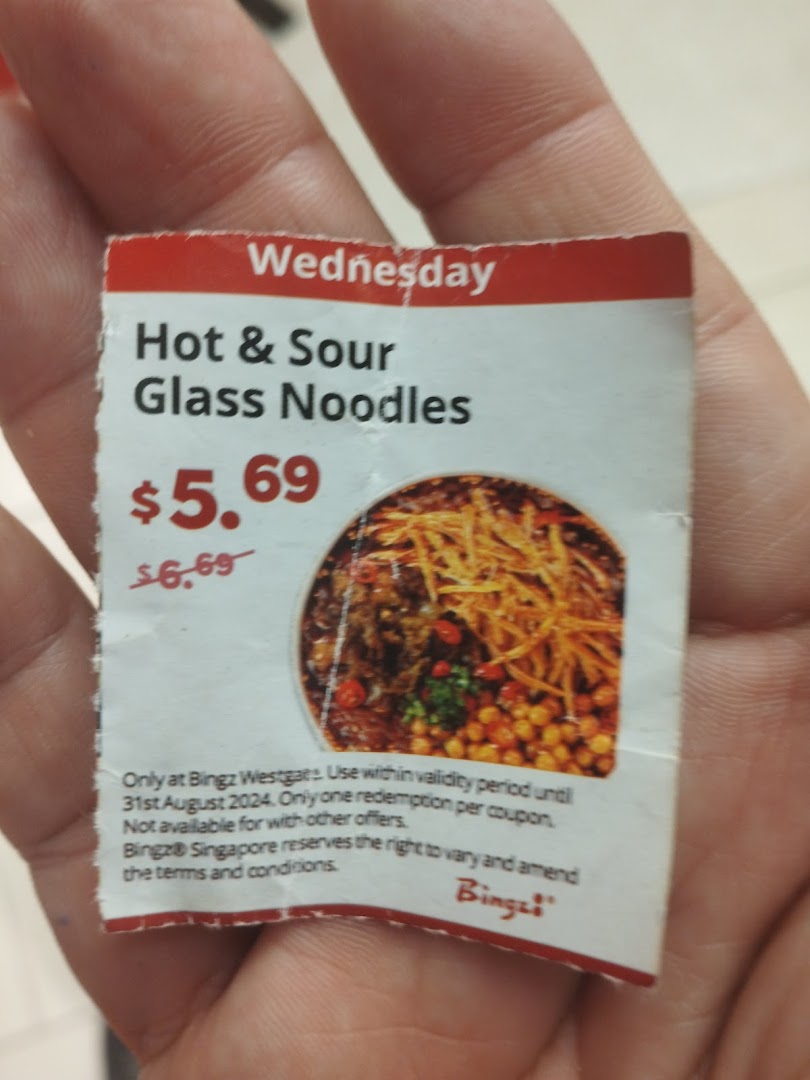 Wednesday
Hot & Sour
Glass Noodles
$5.69
$6.69
Only at Bingz Westgate. Use within validity period until
31st August 2024. Only one redemption per coupon.
Not available for with other offers.
Bingz® Singapore reserves the right to vary and amend
the terms and conditions.
Bingz